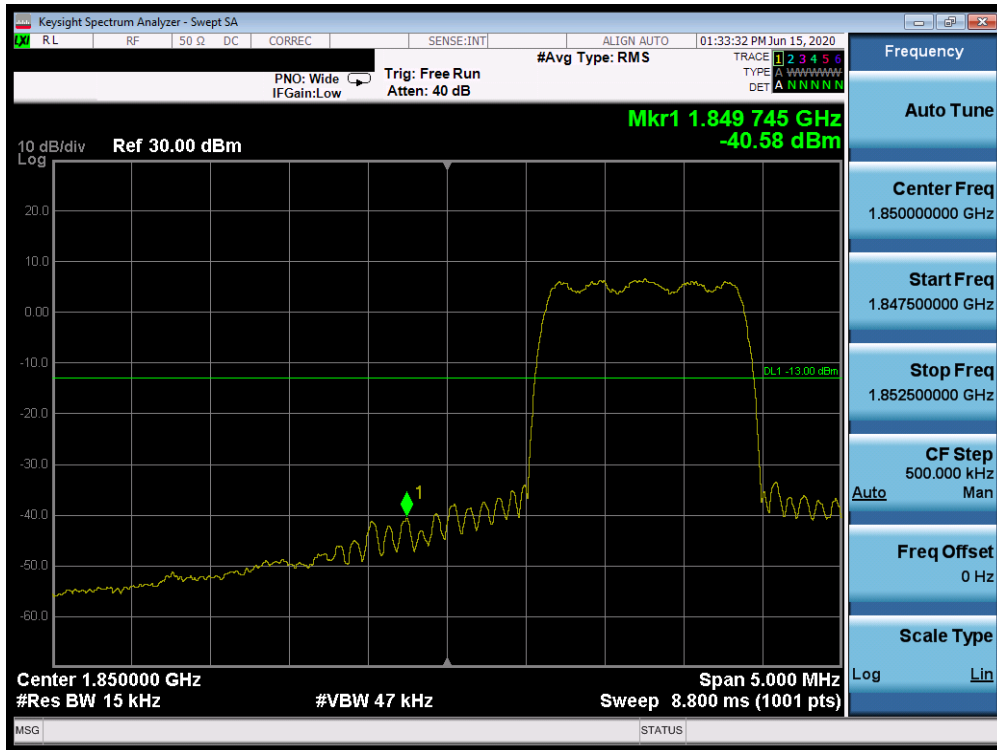 Keysight Spectrum Analyzer - Swept SA
LXI RL RF 50 Ω DC CORREC SENSE:INT ALIGN AUTO 01:33:32 PM Jun 15, 2020
#Avg Type: RMS
TRACE 1 2 3 4 5 6
TYPE A WWWWW
DET A N N N N N
PNO: Wide
IFGain:Low
Trig: Free Run
Atten: 40 dB
Mkr1 1.849 745 GHz
-40.58 dBm
10 dB/div Ref 30.00 dBm
Log
20.0
10.0
0.00
-10.0
DL1 -13.00 dBm
-20.0
-30.0
1
-40.0
-50.0
-60.0
Center 1.850000 GHz
Span 5.000 MHz
#Res BW 15 kHz
#VBW 47 kHz
Sweep 8.800 ms (1001 pts)
MSG
STATUS
Frequency
Auto Tune
Center Freq
1.850000000 GHz
Start Freq
1.847500000 GHz
Stop Freq
1.852500000 GHz
CF Step
500.000 kHz
Auto Man
Freq Offset
0 Hz
Scale Type
Log Lin